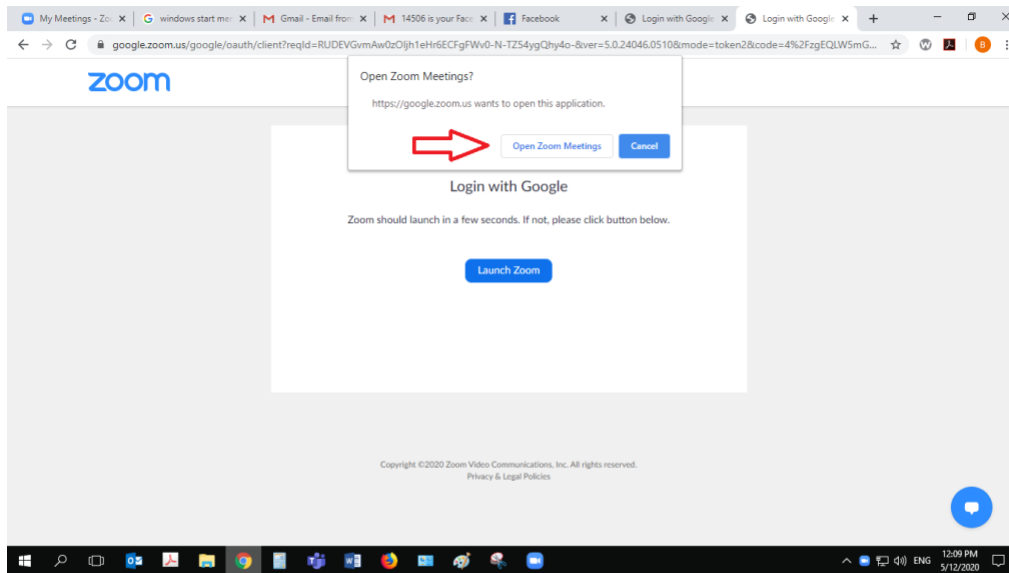 My Meetings - Zo
windows start mer
Gmail - Email from
14506 is your Face
Facebook
Login with Google
Login with Google
google.zoom.us/google/oauth/client?reqId=RUDEVGvmAw0zOljh1eHr6ECFgFWv0-N-TZ54ygQhy4o-&ver=5.0.24046.0510&mode=token2&code=4%2FzgEQLW5mG...
B
zoom
Open Zoom Meetings?
https://google.zoom.us wants to open this application.
Open Zoom Meetings
Cancel
Login with Google
Zoom should launch in a few seconds. If not, please click button below.
Launch Zoom
Copyright ©2020 Zoom Video Communications, Inc. All rights reserved.
Privacy & Legal Policies
ENG
12:09 PM
5/12/2020